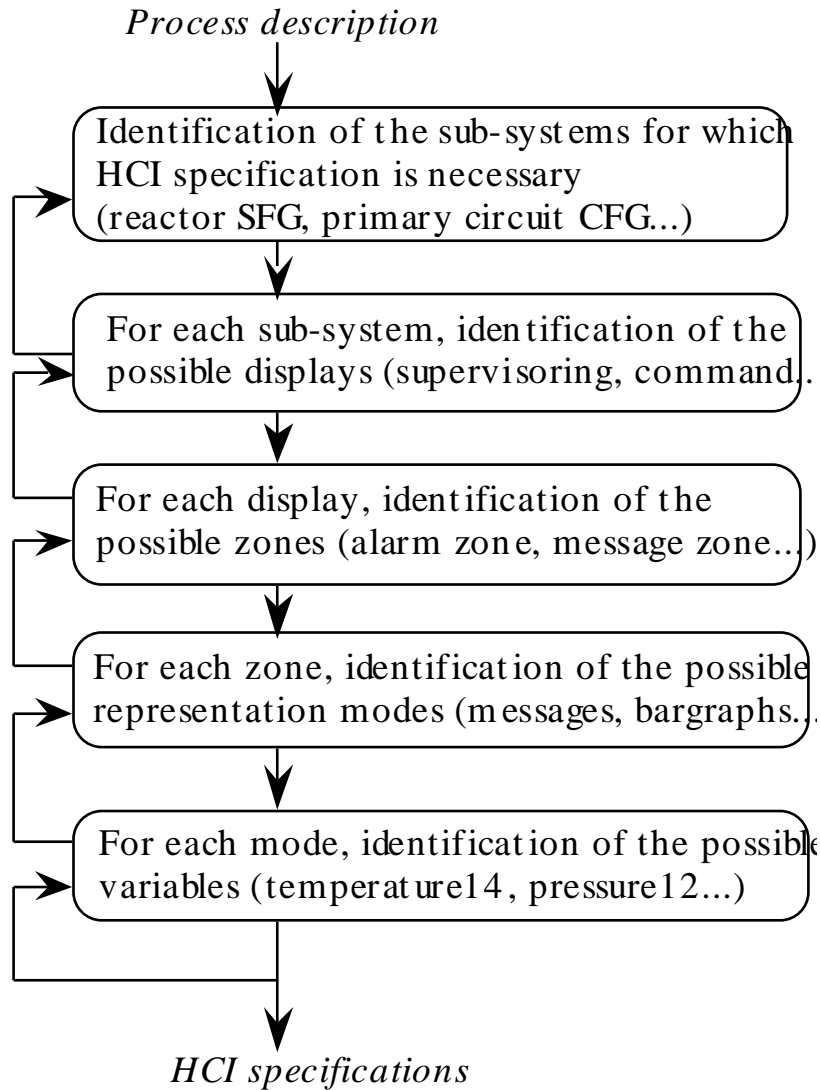 Process description
Identification of the sub-systems for which
HCI specification is necessary
(reactor SFG, primary circuit CFG...)
For each sub-system, identification of the
possible displays (supervisoring, command..
For each display, identification of the
possible zones (alarm zone, message zone...)
For each zone, identification of the possible
representation modes (messages, bargraphs...
For each mode, identification of the possible
variables (temperature14, pressure12...)
HCI specifications